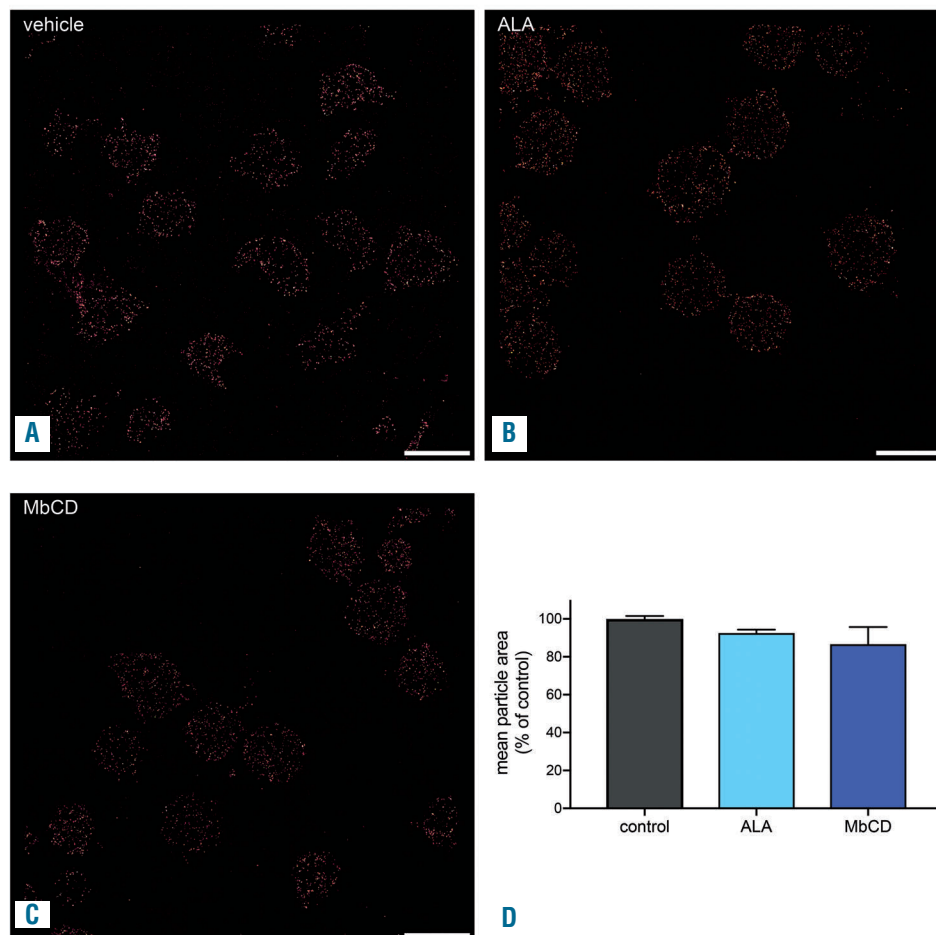 vehicle
A
ALA
B
MbCD
C
mean particle area
(% of control)
100
80
60
40
20
0
control
ALA
MbCD
D